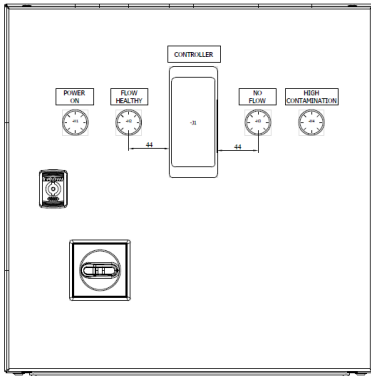 CONTROLLER
POWER
ON
FLOW
HEALTHY
NO
FLOW
HIGH
CONTAMINATION
44
44